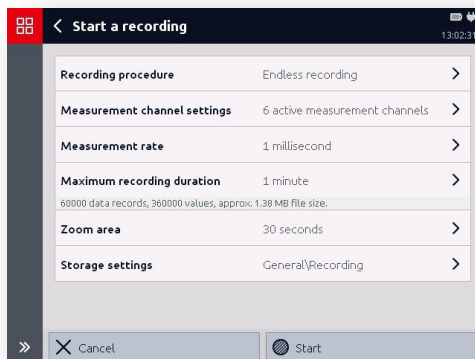 Start a recording
13:02:31
Recording procedure Endless recording
Measurement channel settings 6 active measurement channels
Measurement rate 1 millisecond
Maximum recording duration 1 minute
60000 data records, 360000 values, approx. 1.38 MB file size.
Zoom area 30 seconds
Storage settings General\Recording
Cancel Start